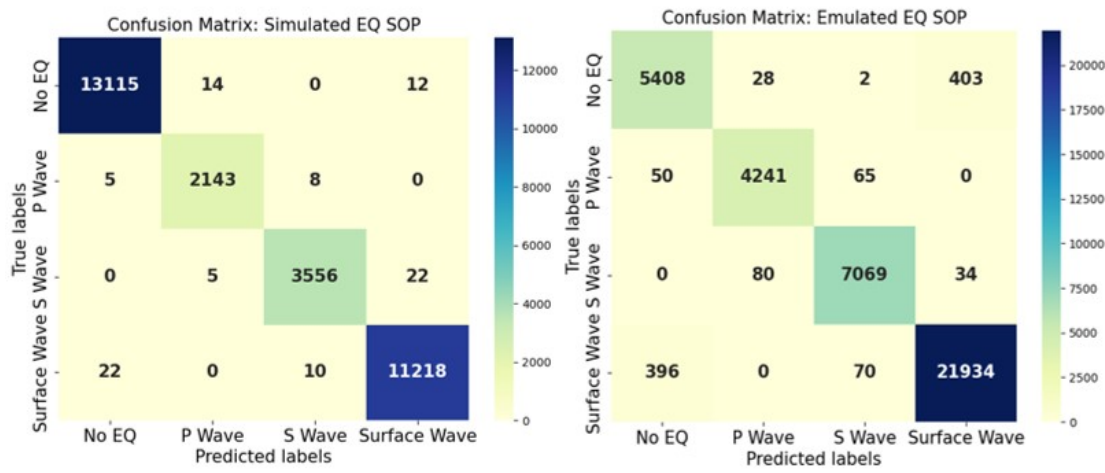 Confusion Matrix: Simulated EQ SOP
No EQ
P Wave
S Wave
Surface Wave
True labels
13115 14 0 12
5 2143 8 0
0 5 3556 22
22 0 10 11218
No EQ P Wave S Wave Surface Wave
Predicted labels
12000
10000
8000
6000
4000
2000
0
Confusion Matrix: Emulated EQ SOP
No EQ
P Wave
S Wave
Surface Wave
True labels
5408 28 2 403
50 4241 65 0
0 80 7069 34
396 0 70 21934
No EQ P Wave S Wave Surface Wave
Predicted labels
20000
17500
15000
12500
10000
7500
5000
2500
0